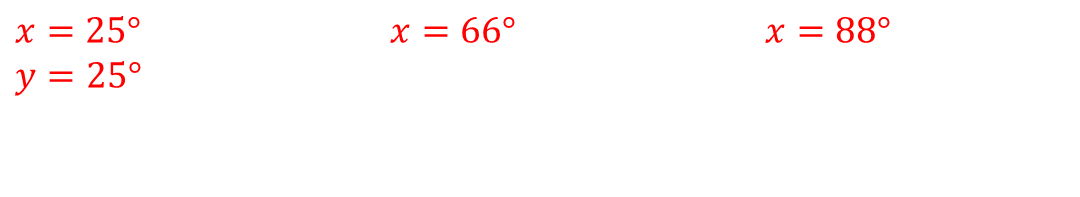 x = 25° x = 66° x = 88°
y = 25°